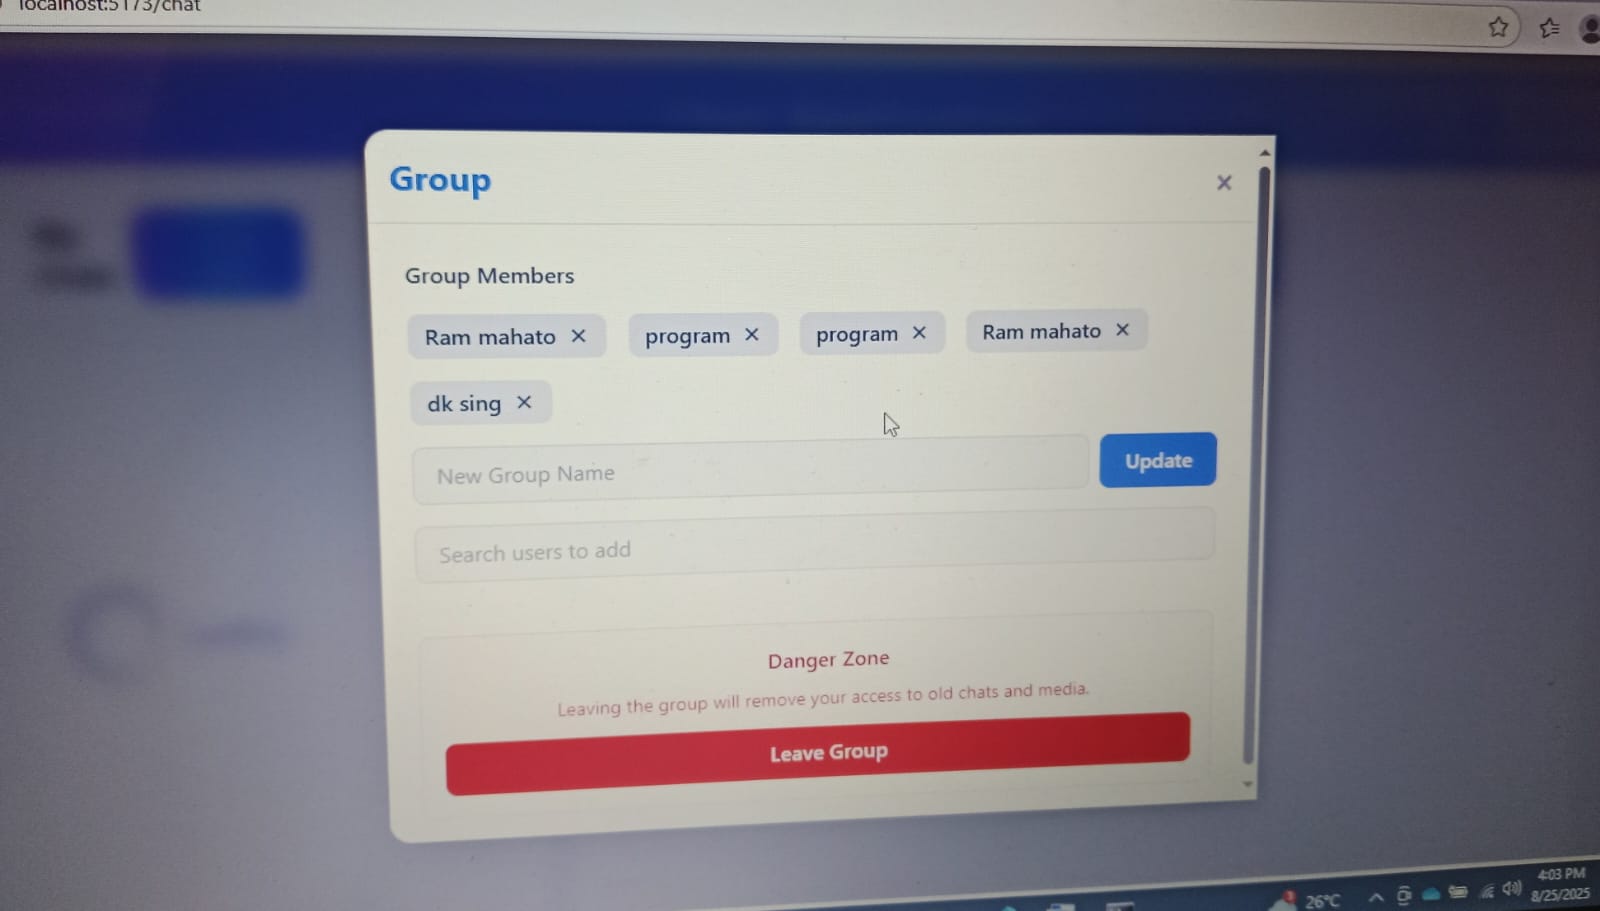 localhost:5173/chat
Group
×
Group Members
Ram mahato × program × program × Ram mahato ×
dk sing ×
New Group Name Update
Search users to add
Danger Zone
Leaving the group will remove your access to old chats and media.
Leave Group
4:03 PM
26°C 8/25/2025